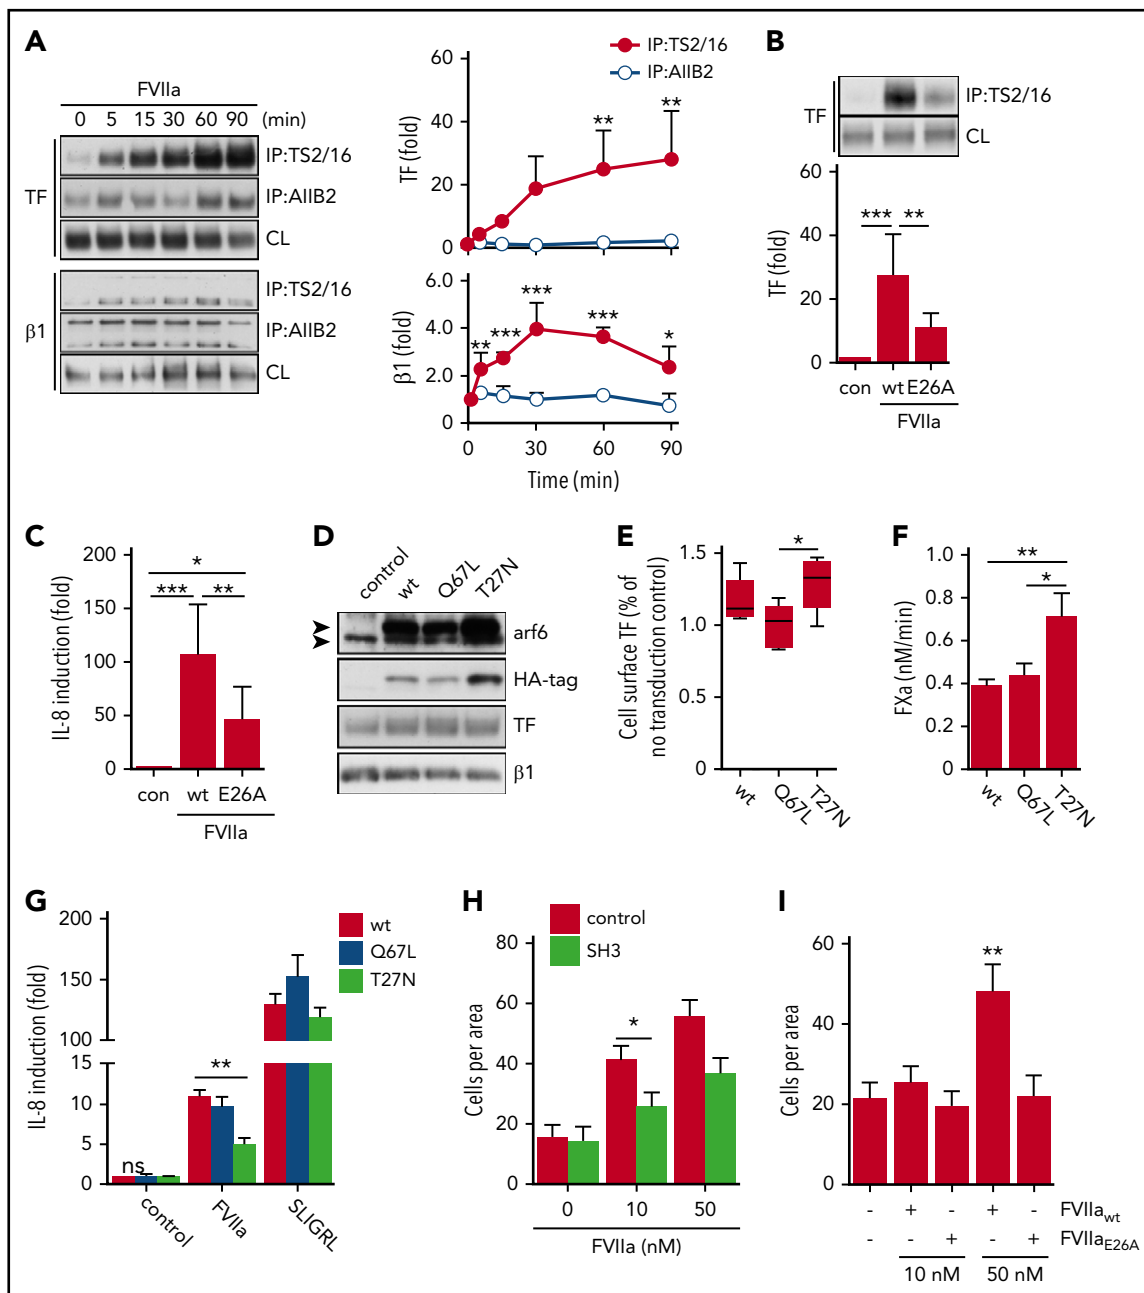 A
FVIIa
0 5 15 30 60 90 (min)
TF
IP:TS2/16
IP:AIIB2
CL
β1
IP:TS2/16
IP:AIIB2
CL
IP:TS2/16
IP:AIIB2
TF (fold)
60
40
20
0
** **
β1 (fold)
6.0
4.0
2.0
0
** *** *** *** *
0 30 60 90
Time (min)
B
TF
IP:TS2/16
CL
TF (fold)
60
40
20
0
*** **
con wt E26A
FVIIa
C
IL-8 induction (fold)
200
150
100
50
0
*
*** **
con wt E26A
FVIIa
D
control wt Q67L T27N
arf6
HA-tag
TF
β1
E
Cell surface TF (% of
no transduction control)
1.5
1.0
0.5
0
*
wt Q67L T27N
F
FXa (nM/min)
1.0
0.8
0.6
0.4
0.2
0
**
*
wt Q67L T27N
G
IL-8 induction (fold)
200
150
100
15
10
5
0
wt
Q67L
T27N
ns
**
control FVIIa SLIGRL
H
control
SH3
Cells per area
80
60
40
20
0
*
0 10 50
FVIIa (nM)
I
Cells per area
60
40
20
0
**
- + - + - FVIIawt
- - + - + FVIIaE26A
10 nM 50 nM